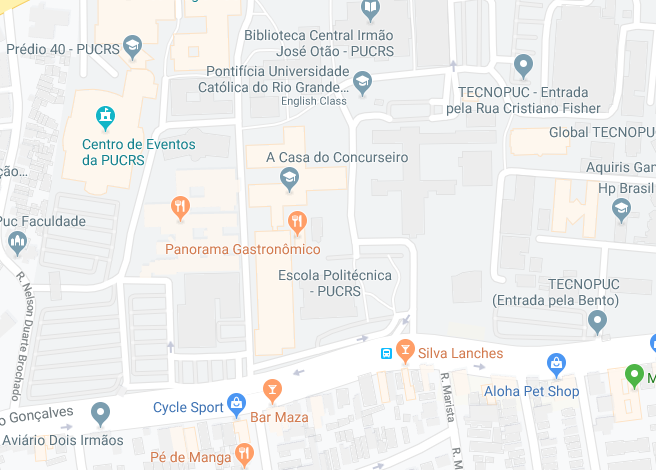 Biblioteca Central Irmão
José Otão - PUCRS
Prédio 40 - PUCRS
Pontifícia Universidade
Católica do Rio Grande...
English Class
TECNOPUC - Entrada
pela Rua Cristiano Fisher
Centro de Eventos
da PUCRS
Global TECNOPUC
A Casa do Concurseiro
ção...
Aquiris Gam
Hp Brasil
Puc Faculdade
Panorama Gastronômico
Escola Politécnica
- PUCRS
TECNOPUC
(Entrada pela Bento)
R. Nelson Duarte Brochado
Silva Lanches
Aloha Pet Shop
M
R. Marista
Cycle Sport
Bar Maza
o Gonçalves
Aviário Dois Irmãos
Pé de Manga
R. M